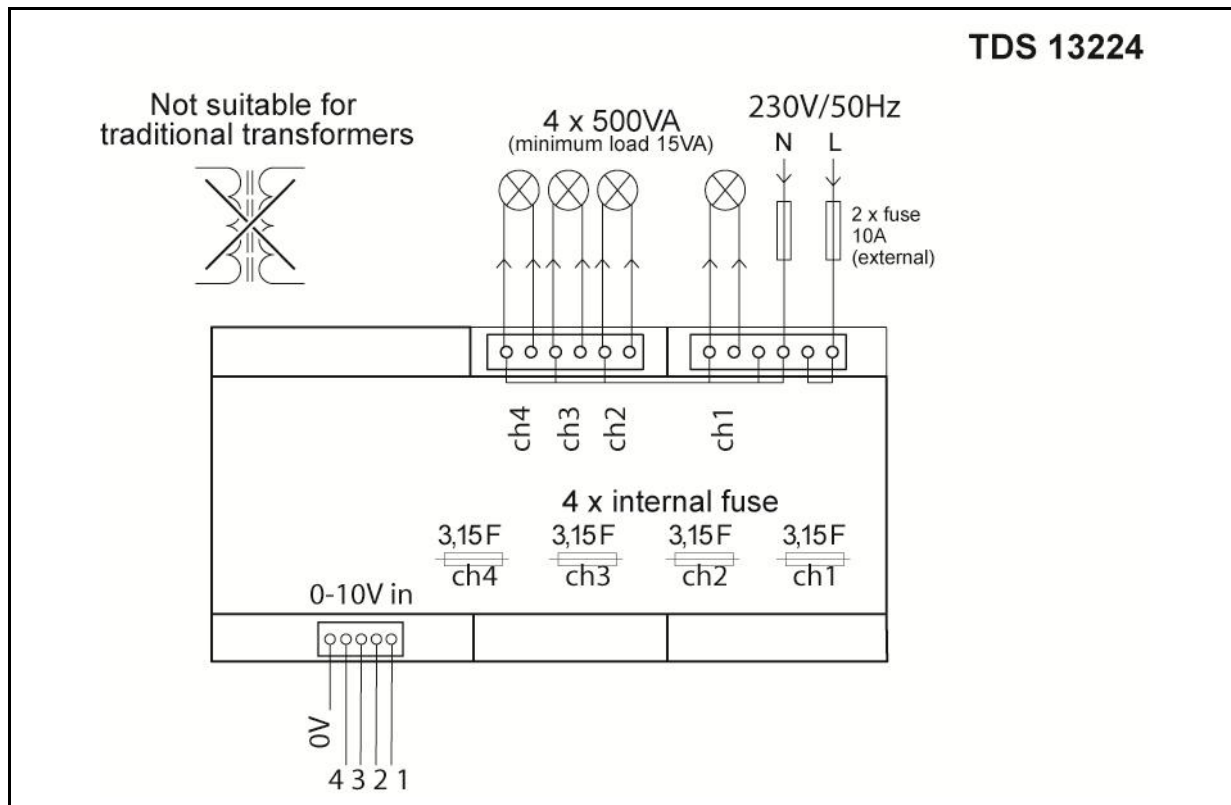 TDS 13224
Not suitable for
traditional transformers
4 x 500VA
(minimum load 15VA)
230V/50Hz
N L
2 x fuse
10A
(external)
ch4 ch3 ch2 ch1
4 x internal fuse
3,15F 3,15F 3,15F 3,15F
ch4 ch3 ch2 ch1
0-10V in
0V
4 3 2 1